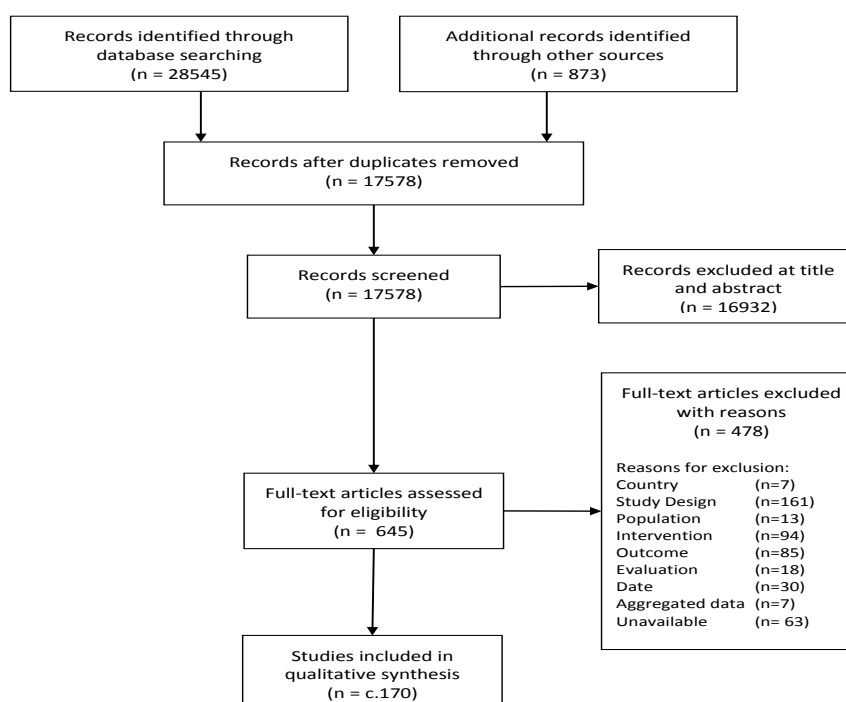 Records identified through
database searching
(n = 28545)
Additional records identified
through other sources
(n = 873)
Records after duplicates removed
(n = 17578)
Records screened
(n = 17578)
Records excluded at title
and abstract
(n = 16932)
Full-text articles excluded
with reasons
(n = 478)
Reasons for exclusion:
Country (n=7)
Study Design (n=161)
Population (n=13)
Intervention (n=94)
Outcome (n=85)
Evaluation (n=18)
Date (n=30)
Aggregated data (n=7)
Unavailable (n= 63)
Full-text articles assessed
for eligibility
(n = 645)
Studies included in
qualitative synthesis
(n = c.170)